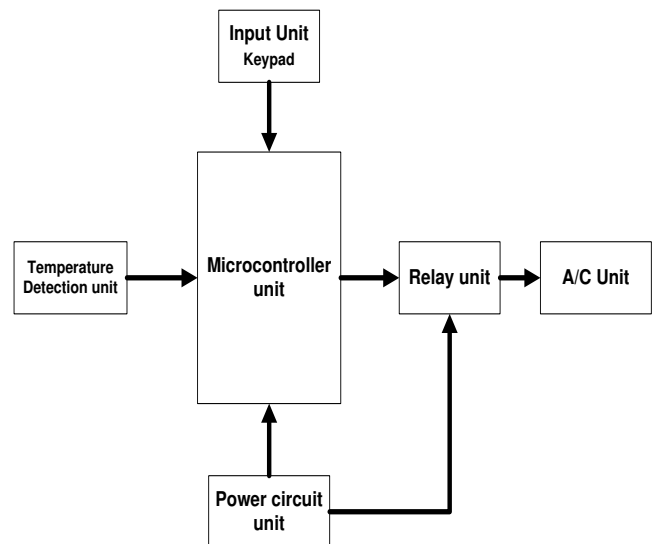 Input Unit
Keypad
Temperature
Detection unit
Microcontroller
unit
Relay unit
A/C Unit
Power circuit
unit